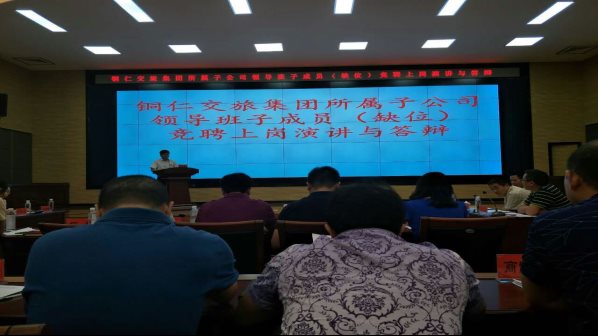 铜仁交旅集团所属子公司领导班子成员（缺位）竞聘上岗演讲与答辩
铜仁交旅集团所属子公司
领导班子成员（缺位）
竞聘上岗演讲与答辩